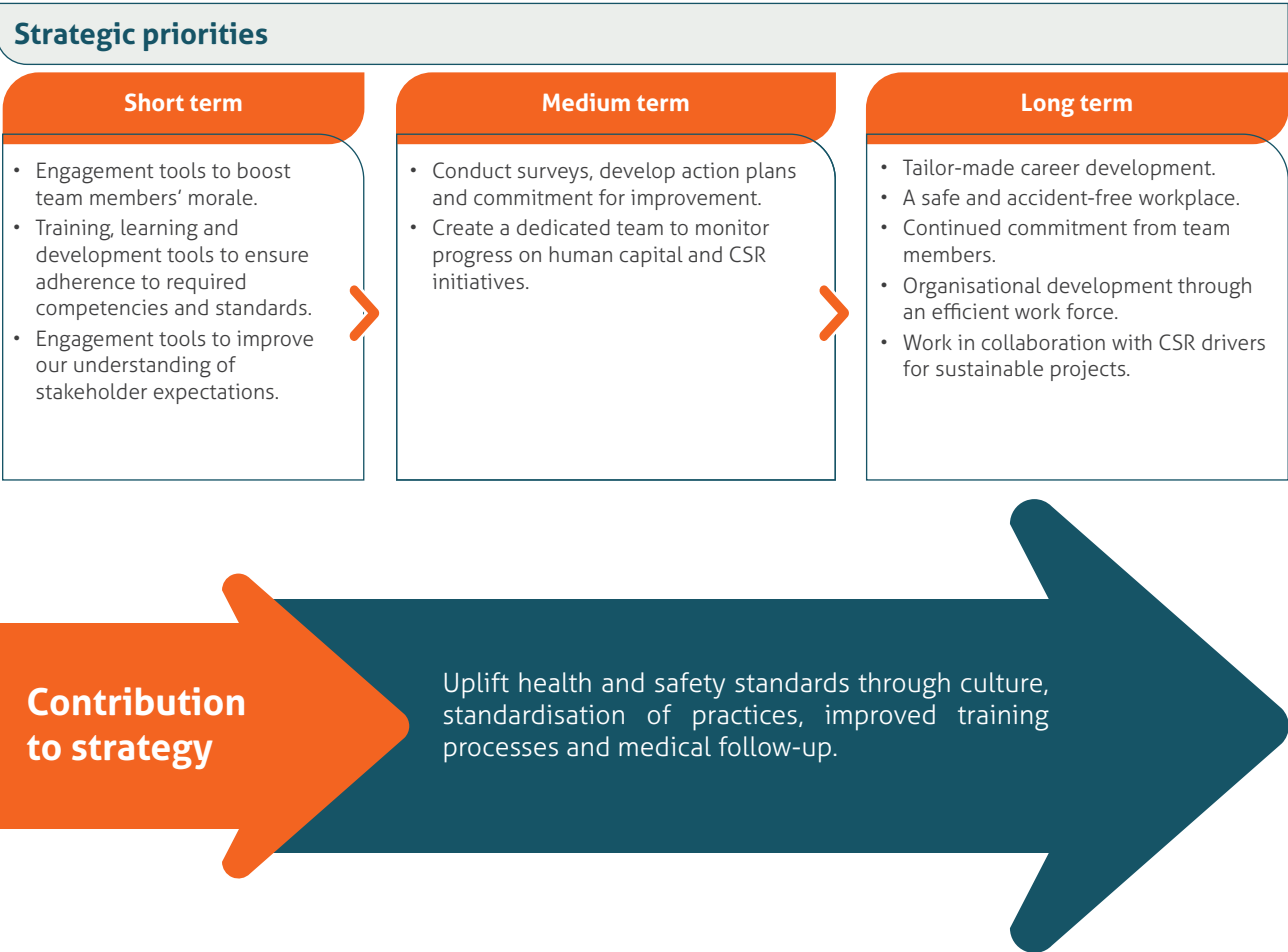 Strategic priorities
Short term
• Engagement tools to boost
team members’ morale.
• Training, learning and
development tools to ensure
adherence to required
competencies and standards.
• Engagement tools to improve
our understanding of
stakeholder expectations.
Medium term
• Conduct surveys, develop action plans
and commitment for improvement.
• Create a dedicated team to monitor
progress on human capital and CSR
initiatives.
Long term
• Tailor-made career development.
• A safe and accident-free workplace.
• Continued commitment from team
members.
• Organisational development through
an efficient work force.
• Work in collaboration with CSR drivers
for sustainable projects.
Contribution
to strategy
Uplift health and safety standards through culture,
standardisation of practices, improved training
processes and medical follow-up.